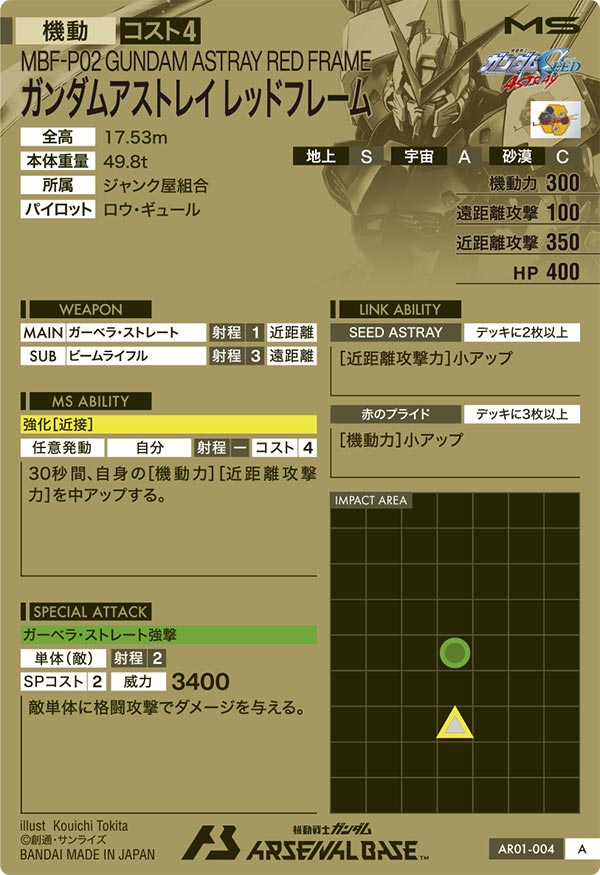 機動 コスト4
MS
MBF-P02 GUNDAM ASTRAY RED FRAME
ガンダムアストレイ レッドフレーム
機動戦士
ガンダムSEED
ASTRAY
全高 17.53m
本体重量 49.8t
所属 ジャンク屋組合
パイロット ロウ・ギュール
地上 S 宇宙 A 砂漠 C
機動力 300
遠距離攻撃 100
近距離攻撃 350
HP 400
WEAPON
MAIN ガーベラ・ストレート 射程 1 近距離
SUB ビームライフル 射程 3 遠距離
MS ABILITY
強化[近接]
任意発動 自分 射程 ー コスト 4
30秒間、自身の[機動力][近距離攻撃
力]を中アップする。
SPECIAL ATTACK
ガーベラ・ストレート強撃
単体(敵) 射程 2
SPコスト 2 威力 3400
敵単体に格闘攻撃でダメージを与える。
LINK ABILITY
SEED ASTRAY デッキに2枚以上
[近距離攻撃力]小アップ
赤のプライド デッキに3枚以上
[機動力]小アップ
IMPACT AREA
illust Kouichi Tokita
©創通・サンライズ
BANDAI MADE IN JAPAN
機動戦士ガンダム
ARSENAL BASE™
AR01-004 A